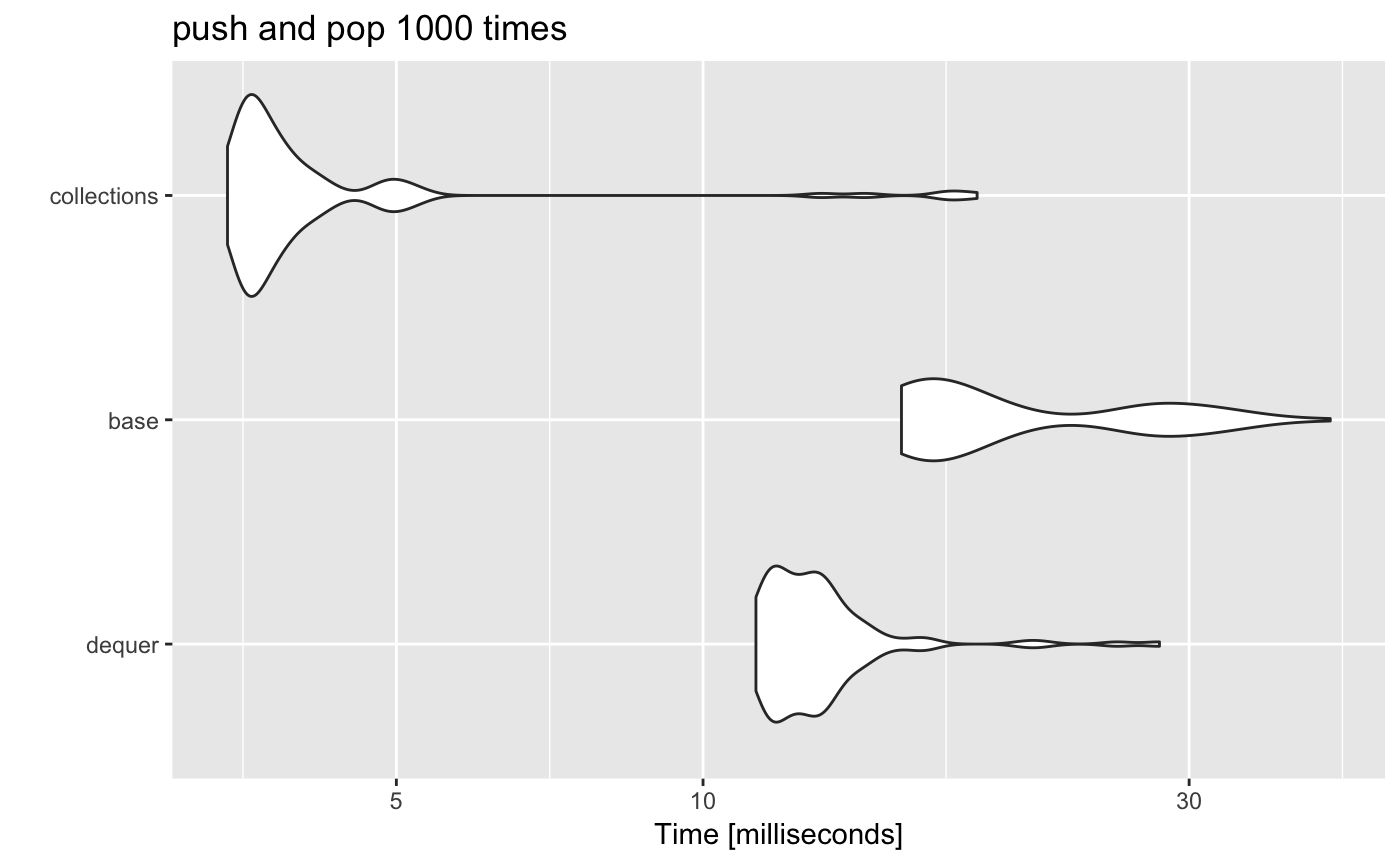 push and pop 1000 times
collections
base
dequer
5 10 30
Time [milliseconds]